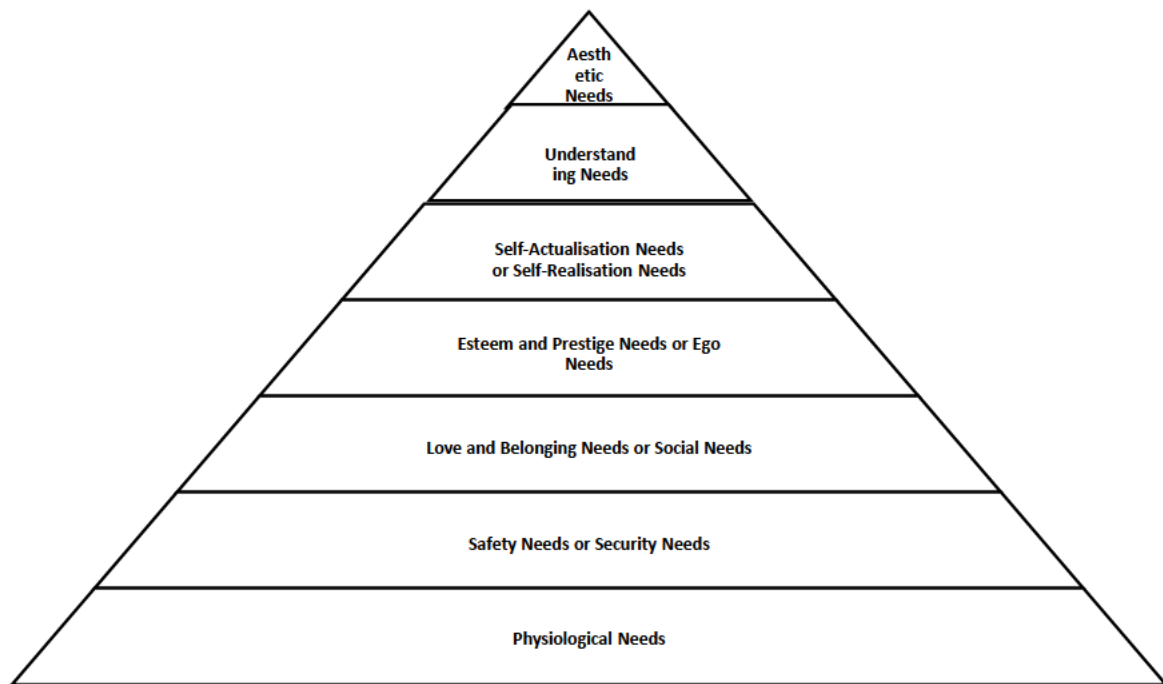 Aesth
etic
Needs
Understand
ing Needs
Self-Actualisation Needs
or Self-Realisation Needs
Esteem and Prestige Needs or Ego
Needs
Love and Belonging Needs or Social Needs
Safety Needs or Security Needs
Physiological Needs